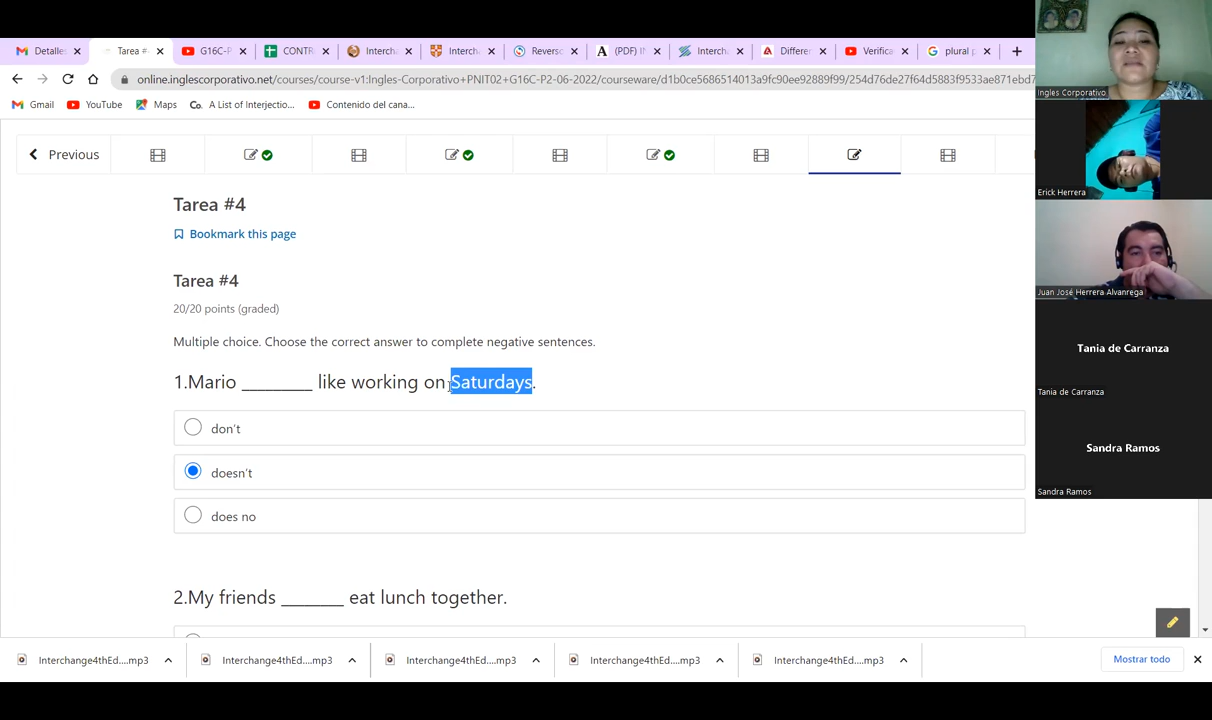 Detalles
Tarea #
G16C-P
CONTR
Interch
Interch
Reverso
(PDF) IN
Interch
Differen
Verifica
plural p
online.inglescorporativo.net/courses/course-v1:Ingles-Corporativo+PNIT02+G16C-P2-06-2022/courseware/d1b0ce5686514013a9fc90ee92889f99/254d76de27f64d5883f9533ae871ebd7
Gmail
YouTube
Maps
A List of Interjectio...
Contenido del cana...
Previous
Tarea #4
Bookmark this page
Tarea #4
20/20 points (graded)
Multiple choice. Choose the correct answer to complete negative sentences.
1.Mario ________ like working on Saturdays.
don't
doesn't
does no
2.My friends _______ eat lunch together.
Interchange4thEd....mp3
Interchange4thEd....mp3
Interchange4thEd....mp3
Interchange4thEd....mp3
Interchange4thEd....mp3
Mostrar todo
Ingles Corporativo
Erick Herrera
Juan José Herrera Alvanrega
Tania de Carranza
Tania de Carranza
Sandra Ramos
Sandra Ramos